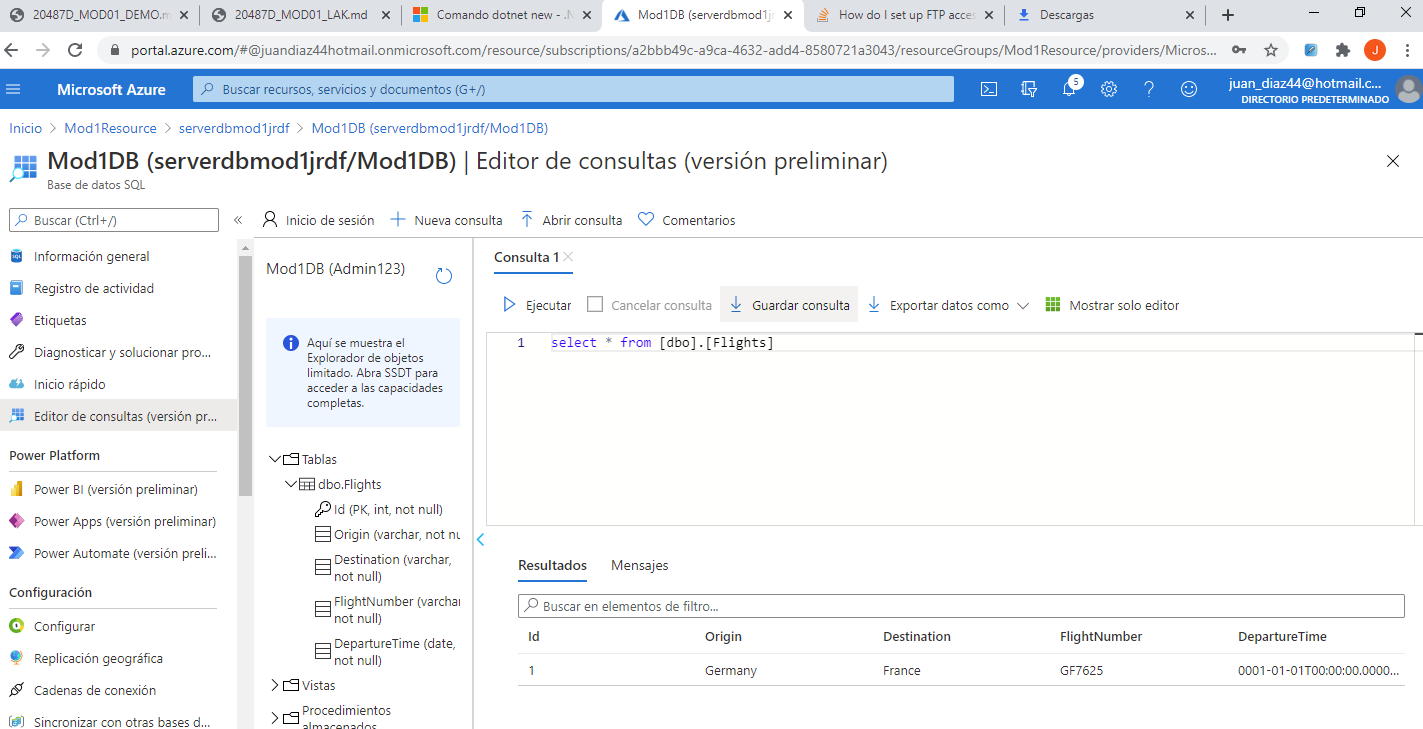 20487D_MOD01_DEMO.m
20487D_MOD01_LAK.md
Comando dotnet new - .N
Mod1DB (serverdbmod1jr
How do I set up FTP acces
Descargas
portal.azure.com/#@juandiaz44hotmail.onmicrosoft.com/resource/subscriptions/a2bbb49c-a9ca-4632-add4-8580721a3043/resourceGroups/Mod1Resource/providers/Micros...
J
Microsoft Azure
Buscar recursos, servicios y documentos (G+/)
5
juan_diaz44@hotmail.c...
DIRECTORIO PREDETERMINADO
Inicio > Mod1Resource > serverdbmod1jrdf > Mod1DB (serverdbmod1jrdf/Mod1DB)
Mod1DB (serverdbmod1jrdf/Mod1DB) | Editor de consultas (versión preliminar)
Base de datos SQL
Buscar (Ctrl+/)
«
Inicio de sesión
Nueva consulta
Abrir consulta
Comentarios
Información general
Registro de actividad
Etiquetas
Diagnosticar y solucionar pro...
Inicio rápido
Editor de consultas (versión pr...
Power Platform
Power BI (versión preliminar)
Power Apps (versión preliminar)
Power Automate (versión preli...
Configuración
Configurar
Replicación geográfica
Cadenas de conexión
Sincronizar con otras bases d...
Mod1DB (Admin123)
Aquí se muestra el
Explorador de objetos
limitado. Abra SSDT para
acceder a las capacidades
completas.
Tablas
dbo.Flights
Id (PK, int, not null)
Origin (varchar, not nu
Destination (varchar,
not null)
FlightNumber (varchar
not null)
DepartureTime (date,
not null)
Vistas
Procedimientos
almacenados
Consulta 1
Ejecutar
Cancelar consulta
Guardar consulta
Exportar datos como
Mostrar solo editor
1 select * from [dbo].[Flights]
Resultados
Mensajes
Buscar en elementos de filtro...
Id Origin Destination FlightNumber DepartureTime
1 Germany France GF7625 0001-01-01T00:00:00.0000...